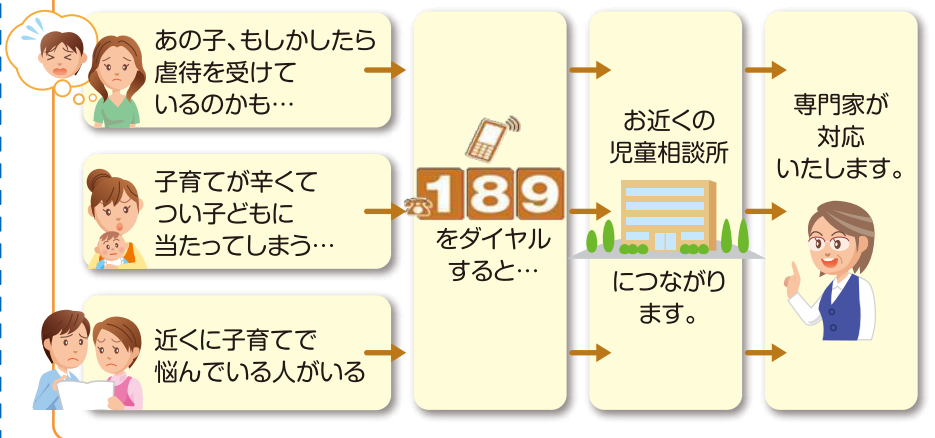 あの子、もしかしたら
虐待を受けて
いるのかも…
子育てが辛くて
つい子どもに
当たってしまう…
近くに子育てで
悩んでいる人がいる
189
をダイヤル
すると…
お近くの
児童相談所
につながり
ます。
専門家が
対応
いたします。